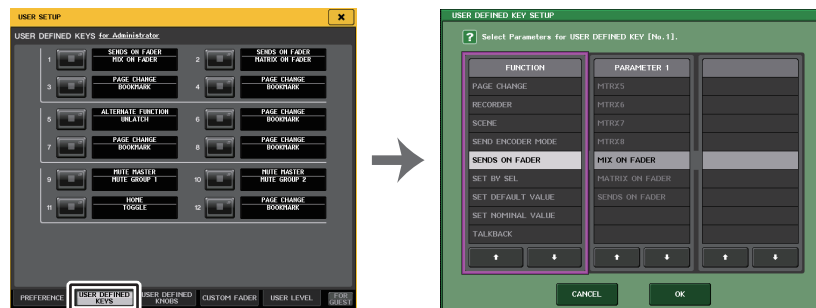 USER SETUP
USER DEFINED KEYS for Administrator
1 SENDS ON FADER
MIX ON FADER
2 SENDS ON FADER
MATRIX ON FADER
3 PAGE CHANGE
BOOKMARK
4 PAGE CHANGE
BOOKMARK
5 ALTERNATE FUNCTION
UNLATCH
6 PAGE CHANGE
BOOKMARK
7 PAGE CHANGE
BOOKMARK
8 PAGE CHANGE
BOOKMARK
9 MUTE MASTER
MUTE GROUP 1
10 MUTE MASTER
MUTE GROUP 2
11 HOME
TOGGLE
12 PAGE CHANGE
BOOKMARK
PREFERENCE
USER DEFINED
KEYS
USER DEFINED
KNOBS
CUSTOM FADER
USER LEVEL
FOR
GUEST
USER DEFINED KEY SETUP
? Select Parameters for USER DEFINED KEY [No.1].
FUNCTION
PAGE CHANGE
RECORDER
SCENE
SEND ENCODER MODE
SENDS ON FADER
SET BY SEL
SET DEFAULT VALUE
SET NOMINAL VALUE
TALKBACK
PARAMETER 1
MTRX5
MTRX6
MTRX7
MTRX8
MIX ON FADER
MATRIX ON FADER
SENDS ON FADER
CANCEL
OK